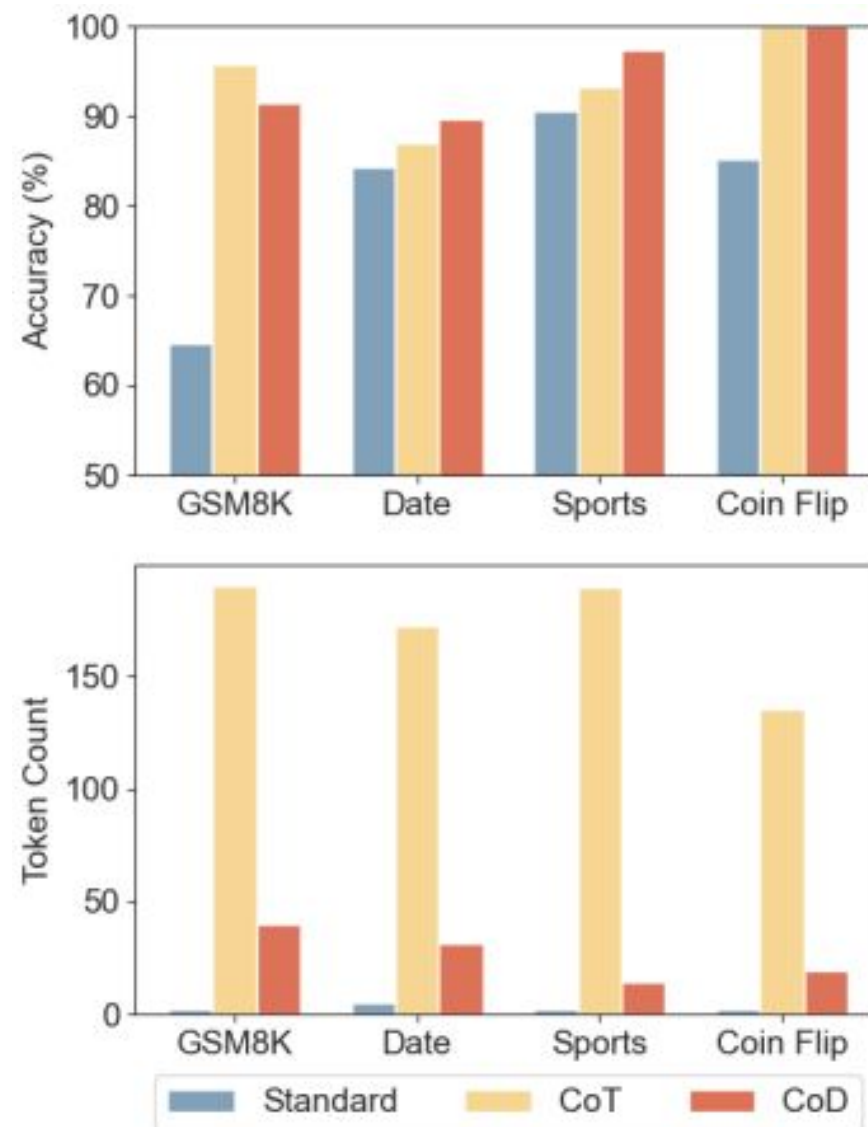 100
90
80
70
60
50
Accuracy (%)
GSM8K Date Sports Coin Flip
150
100
50
0
Token Count
GSM8K Date Sports Coin Flip
Standard CoT CoD